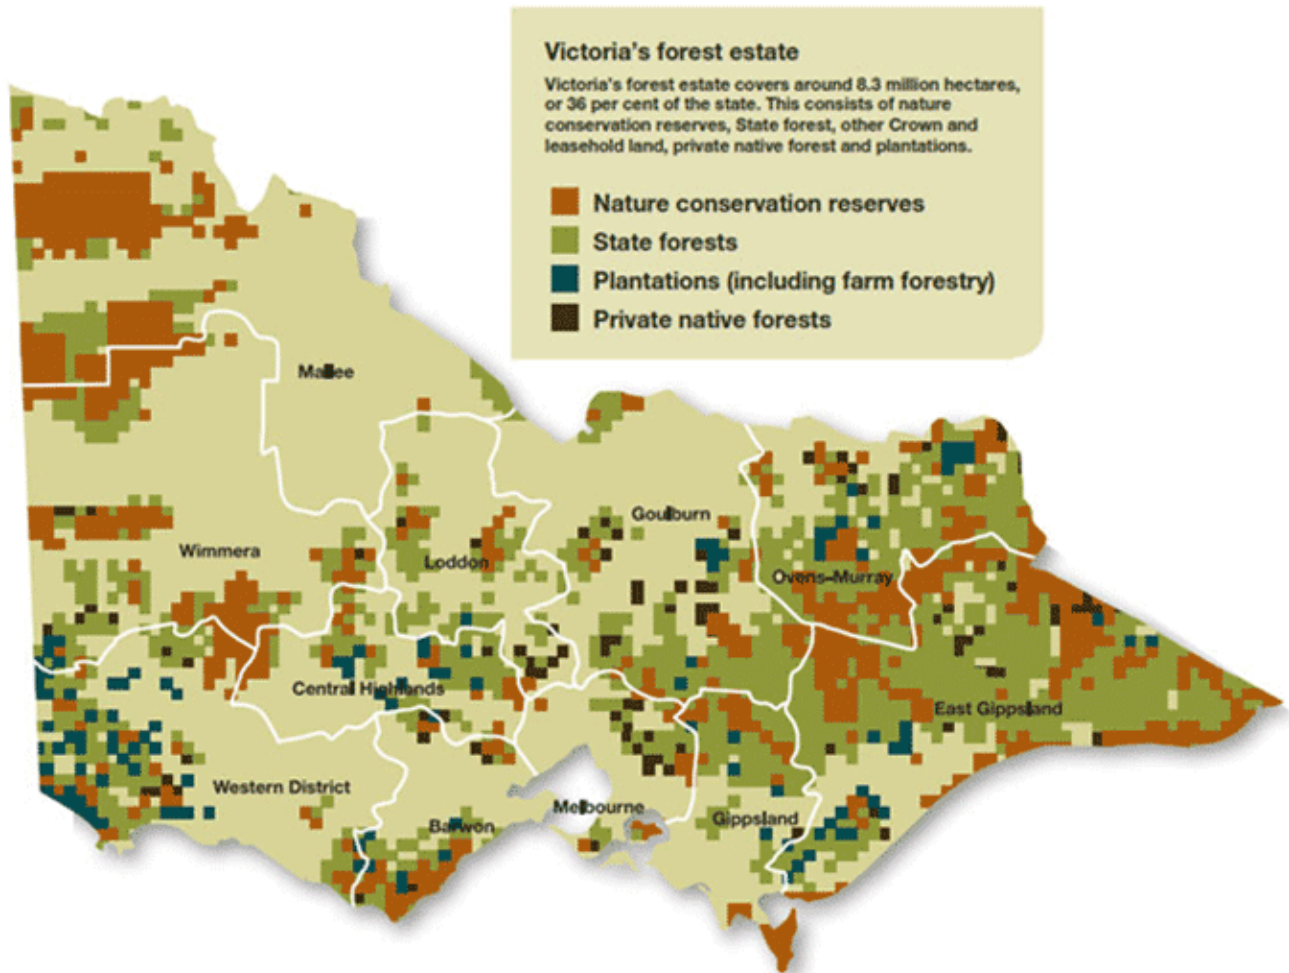 Victoria's forest estate
Victoria's forest estate covers around 8.3 million hectares,
or 36 per cent of the state. This consists of nature
conservation reserves, State forest, other Crown and
leasehold land, private native forest and plantations.
Nature conservation reserves
State forests
Plantations (including farm forestry)
Private native forests
Mallee
Goulburn
Wimmera
Loddon
Ovens-Murray
Central Highlands
East Gippsland
Western District
Melbourne
Gippsland
Barwon